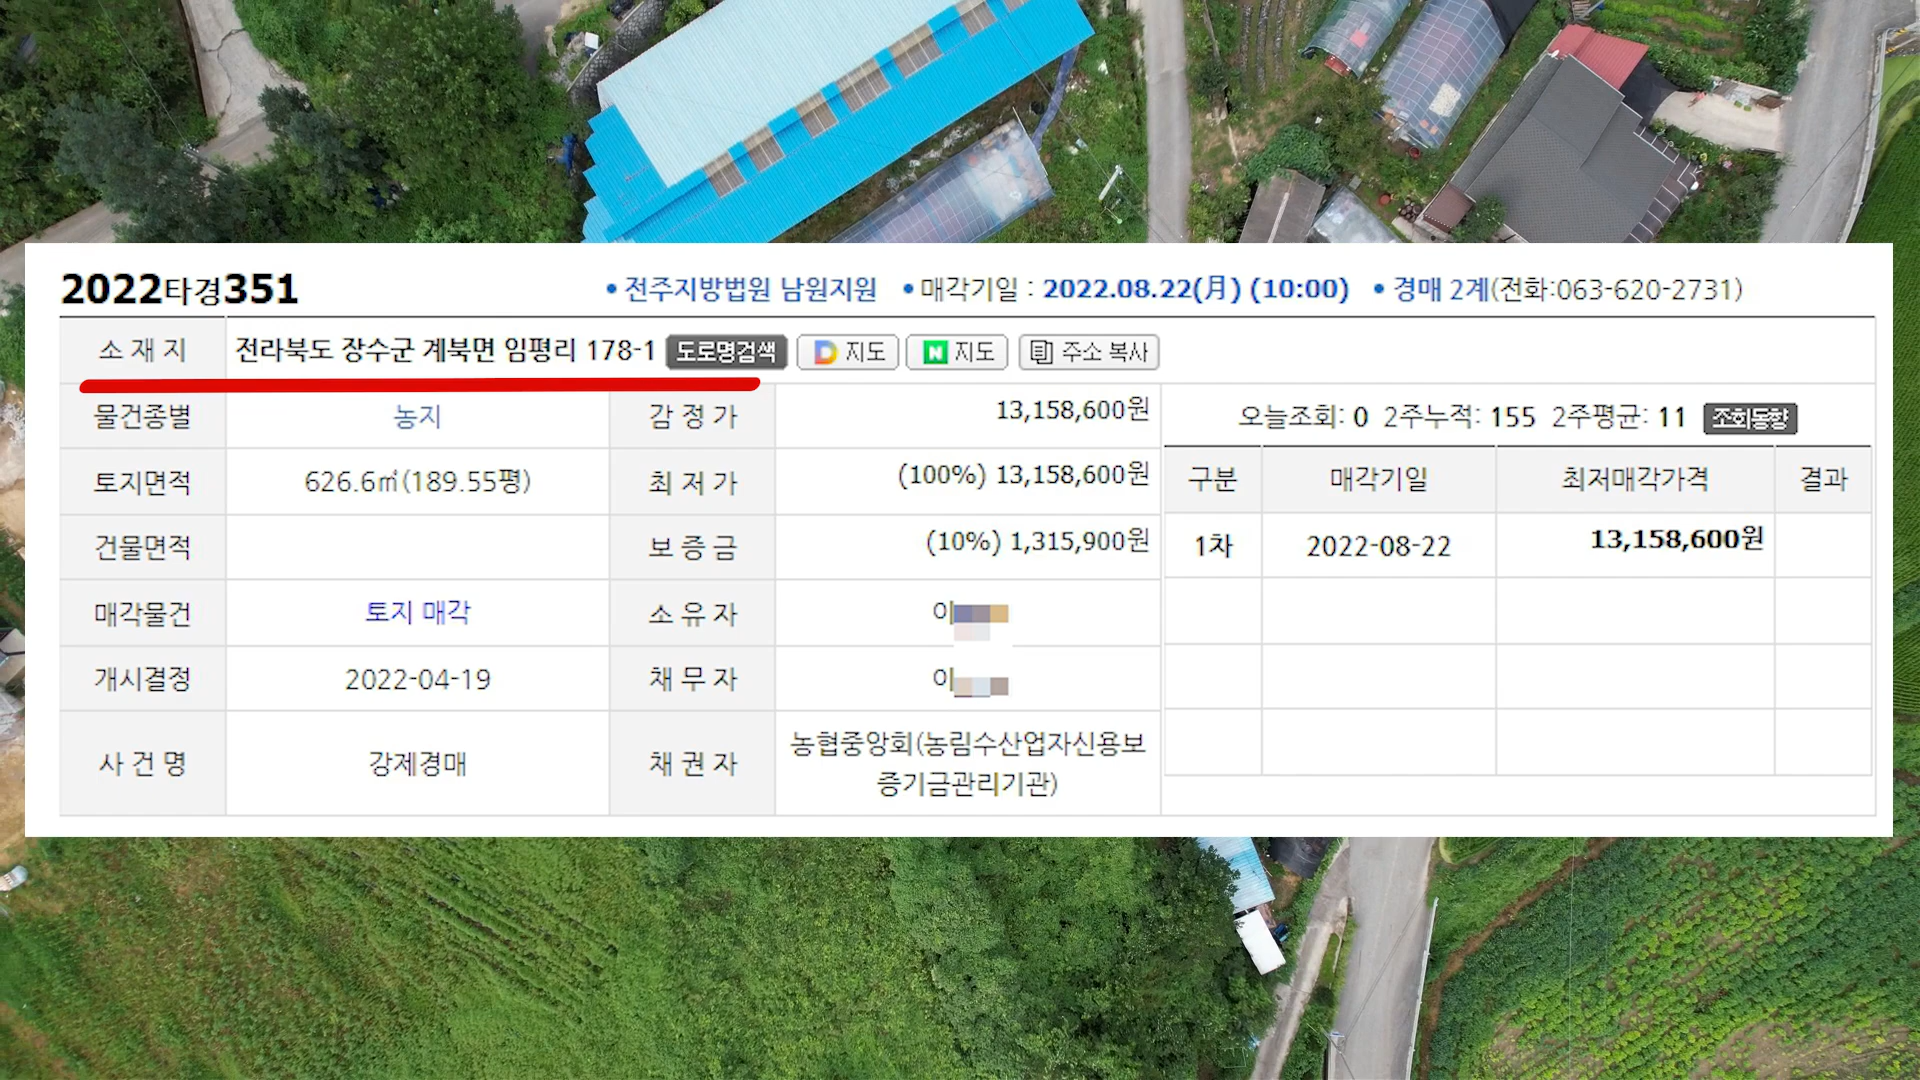 2022타경351 • 전주지방법원 남원지원 • 매각기일 : 2022.08.22(月) (10:00) • 경매 2계(전화:063-620-2731)
소 재 지 전라북도 장수군 계북면 임평리 178-1 도로명검색 D 지도 N 지도 주소 복사
물건종별 농지 감 정 가 13,158,600원 오늘조회: 0 2주누적: 155 2주평균: 11 조회동향
토지면적 626.6㎡(189.55평) 최 저 가 (100%) 13,158,600원 구분 매각기일 최저매각가격 결과
건물면적 보 증 금 (10%) 1,315,900원 1차 2022-08-22 13,158,600원
매각물건 토지 매각 소 유 자 이
개시결정 2022-04-19 채 무 자 이
사 건 명 강제경매 채 권 자 농협중앙회(농림수산업자신용보
증기금관리기관)